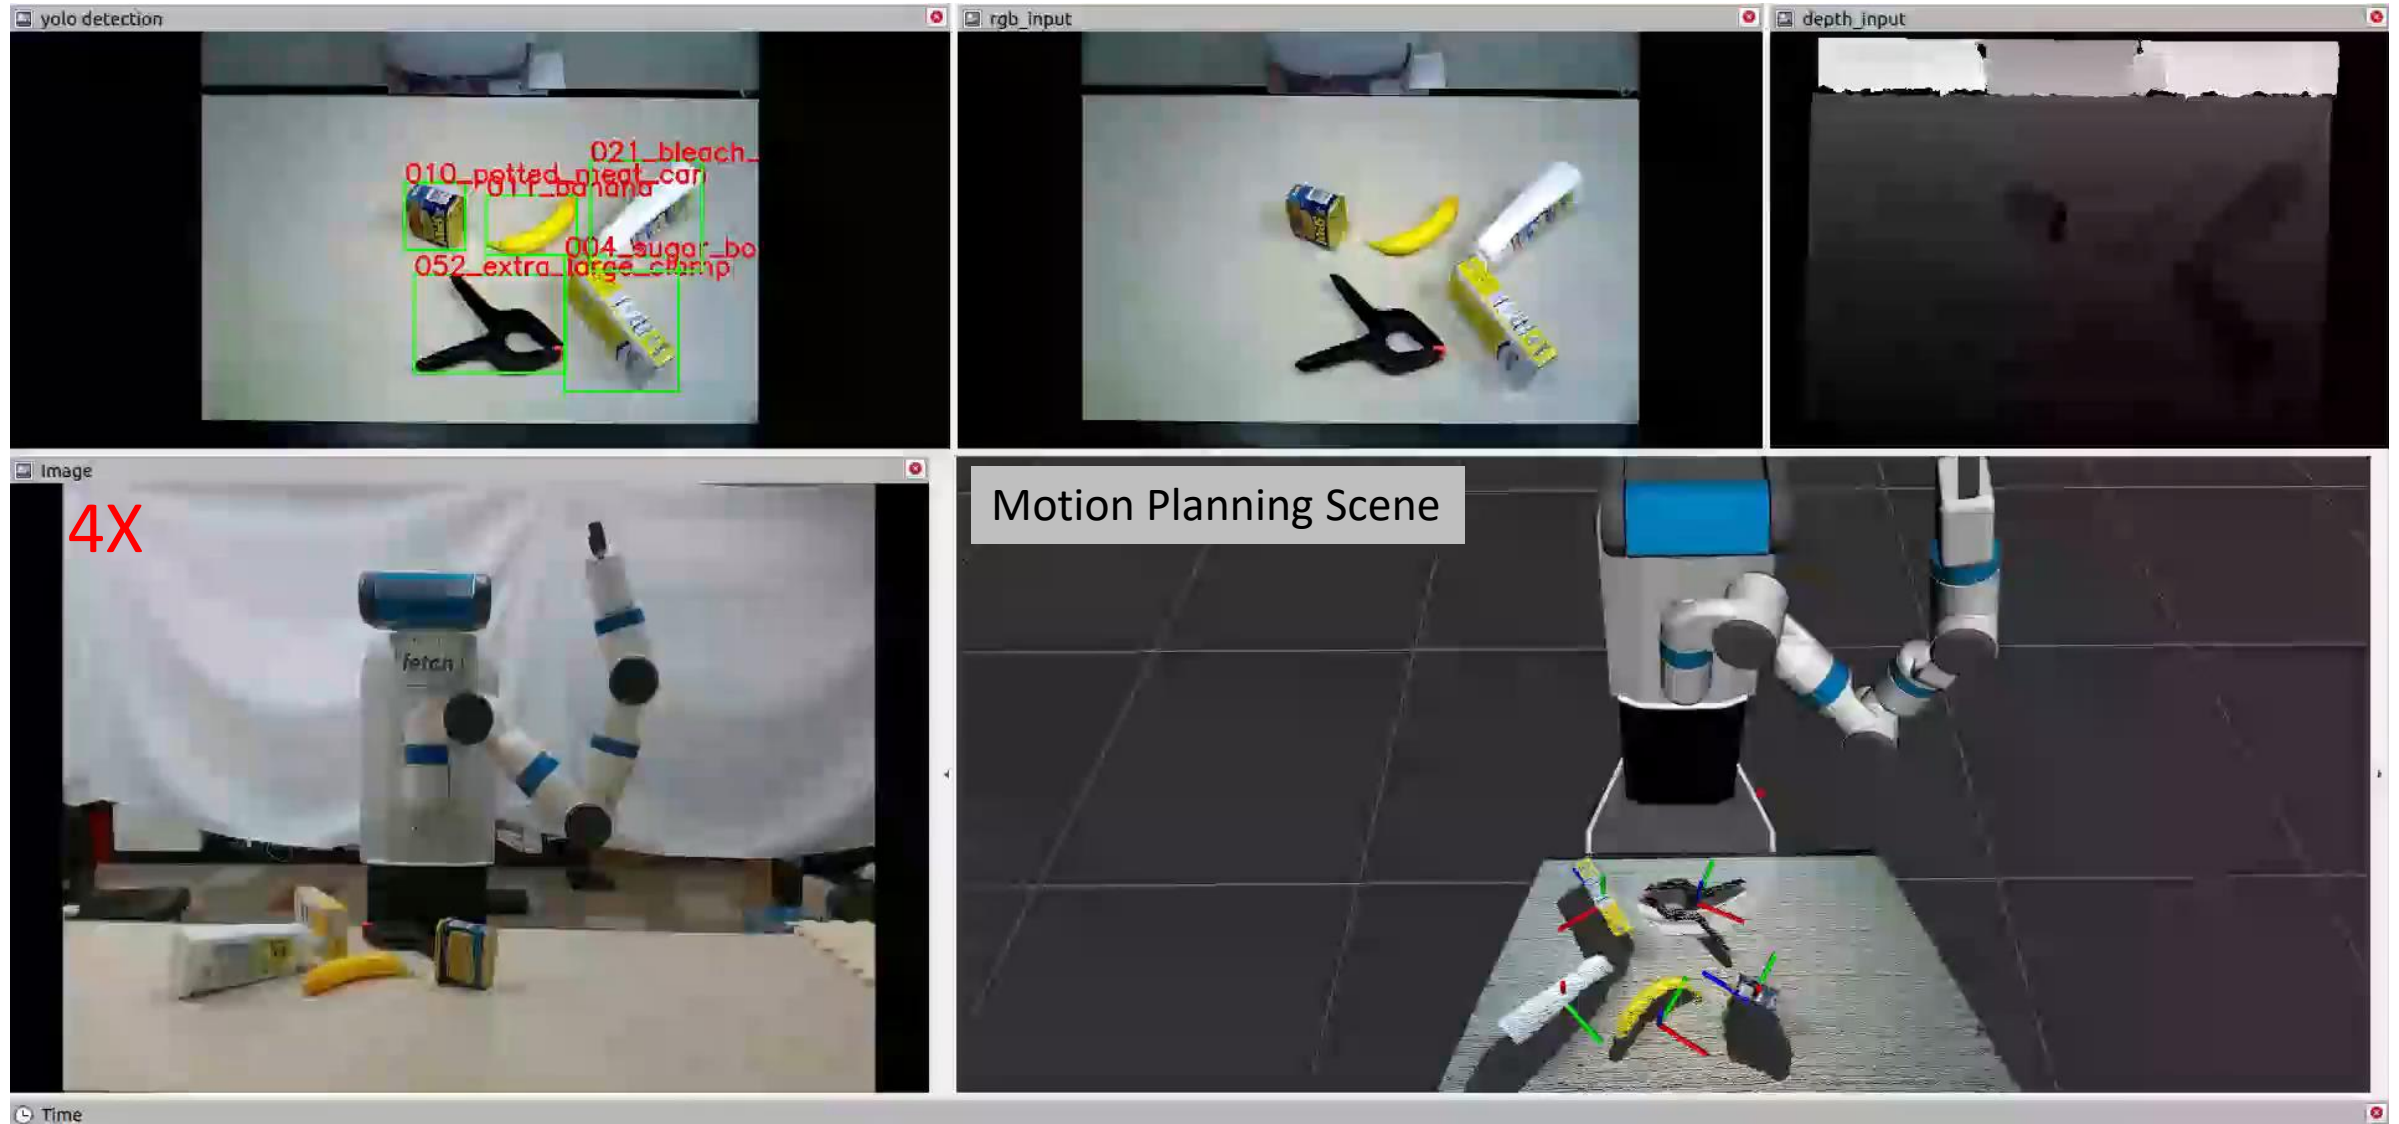 yolo detection
rgb_input
depth_input
021_bleach_
010_potted_meat_can
011_banana
004_sugar_bo
052_extra_large_clamp
Image
4X
Motion Planning Scene
fetch
Time